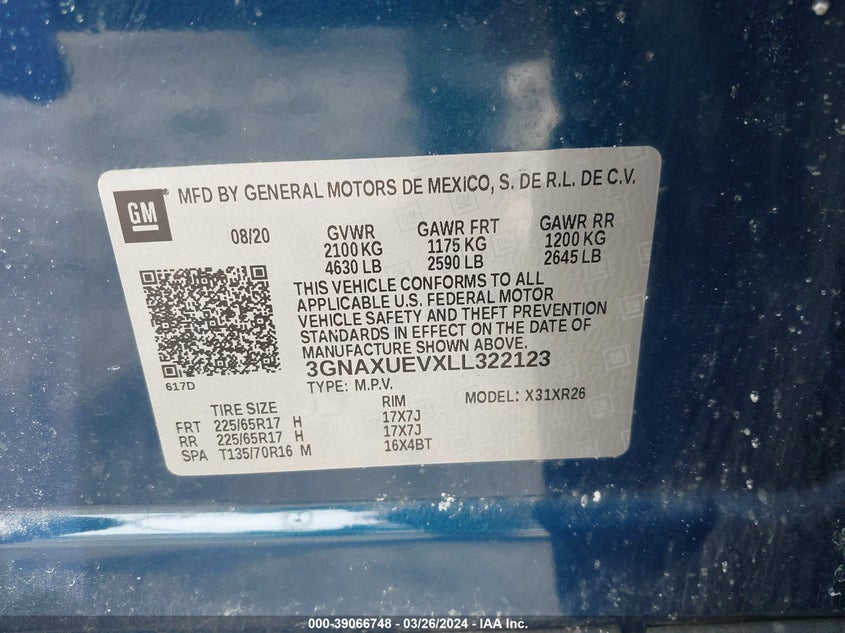 GM
® MFD BY GENERAL MOTORS DE MEXICO, S. DE R.L. DE C.V.
08/20 GVWR GAWR FRT GAWR RR
2100 KG 1175 KG 1200 KG
4630 LB 2590 LB 2645 LB
THIS VEHICLE CONFORMS TO ALL
APPLICABLE U.S. FEDERAL MOTOR
VEHICLE SAFETY AND THEFT PREVENTION
STANDARDS IN EFFECT ON THE DATE OF
MANUFACTURE SHOWN ABOVE.
3GNAXUEVXLL322123
617D
TYPE: M.P.V. MODEL: X31XR26
TIRE SIZE RIM
FRT 225/65R17 H 17X7J
RR 225/65R17 H 17X7J
SPA T135/70R16 M 16X4BT
000-39066748 - 03/26/2024 - IAA Inc.